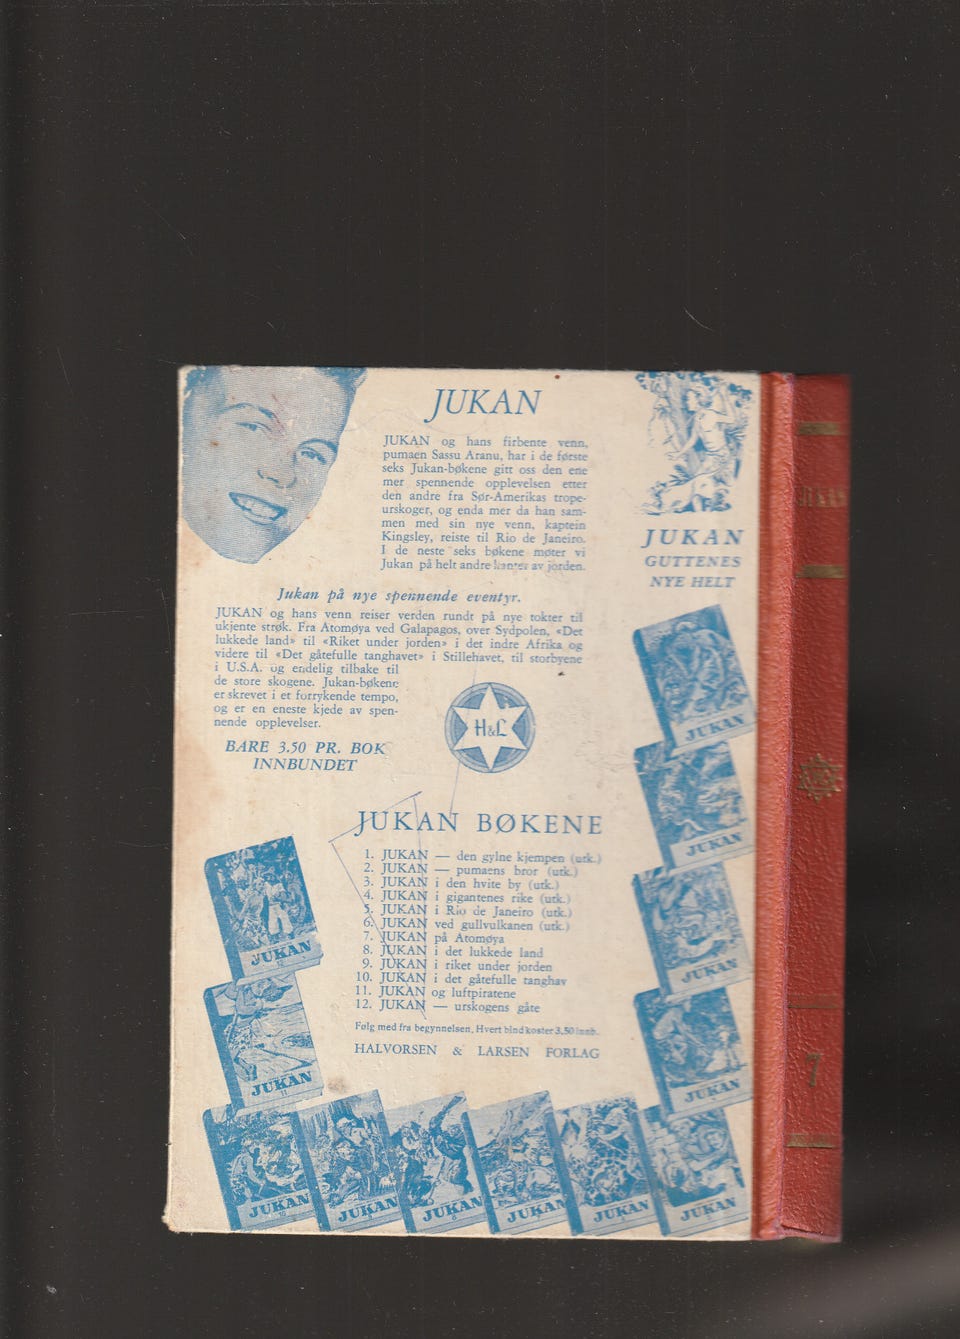 JUKAN
JUKAN og hans firbente venn,
pumaen Sassu Aranu, har i de første
seks Jukan-bøkene gitt oss den ene
mer spennende opplevelsen etter
den andre fra Sør-Amerikas trope-
urskoger, og enda mer da han sam-
men med sin nye venn, kaptein
Kingsley, reiste til Rio de Janeiro.
I de neste seks bøkene møter vi
Jukan på helt andre kanter av jorden.
JUKAN
GUTTENES
NYE HELT
Jukan på nye spennende eventyr.
JUKAN og hans venn reiser verden rundt på nye tokter til
ukjente strøk. Fra Atomøya ved Galapagos, over Sydpolen, «Det
lukkede land» til «Riket under jorden» i det indre Afrika og
videre til «Det gåtefulle tanghavet» i Stillehavet, til storbyene
i U.S.A. og endelig tilbake til
de store skogene. Jukan-bøkene
er skrevet i et forrykende tempo,
og er en eneste kjede av spen-
nende opplevelser.
BARE 3.50 PR. BOK
INNBUNDET
H&L
JUKAN BØKENE
1. JUKAN — den gylne kjempen (utk.)
2. JUKAN — pumaens bror (utk.)
3. JUKAN i den hvite by (utk.)
4. JUKAN i gigantenes rike (utk.)
5. JUKAN i Rio de Janeiro (utk.)
6. JUKAN ved gullvulkanen (utk.)
7. JUKAN på Atomøya
8. JUKAN i det lukkede land
9. JUKAN i riket under jorden
10. JUKAN i det gåtefulle tanghav
11. JUKAN og luftpiratene
12. JUKAN — urskogens gåte
Følg med fra begynnelsen. Hvert bind koster 3,50 innb.
HALVORSEN & LARSEN FORLAG
JUKAN
JUKAN
JUKAN
JUKAN
JUKAN
JUKAN
11
JUKAN
10
JUKAN
JUKAN
JUKAN
JUKAN
JUKAN
JUKAN
7